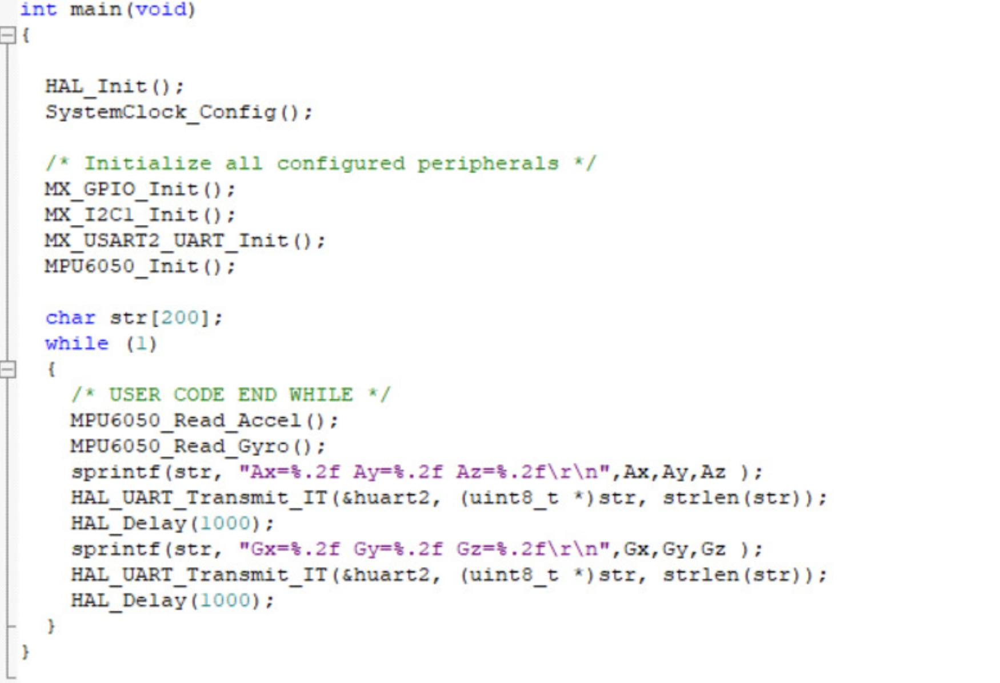 int main(void)
{
HAL_Init();
SystemClock_Config();
/* Initialize all configured peripherals */
MX_GPIO_Init();
MX_I2C1_Init();
MX_USART2_UART_Init();
MPU6050_Init();
char str[200];
while (1)
{
/* USER CODE END WHILE */
MPU6050_Read_Accel();
MPU6050_Read_Gyro();
sprintf(str, "Ax=%.2f Ay=%.2f Az=%.2f\r\n",Ax,Ay,Az );
HAL_UART_Transmit_IT(&huart2, (uint8_t *)str, strlen(str));
HAL_Delay(1000);
sprintf(str, "Gx=%.2f Gy=%.2f Gz=%.2f\r\n",Gx,Gy,Gz );
HAL_UART_Transmit_IT(&huart2, (uint8_t *)str, strlen(str));
HAL_Delay(1000);
}
}